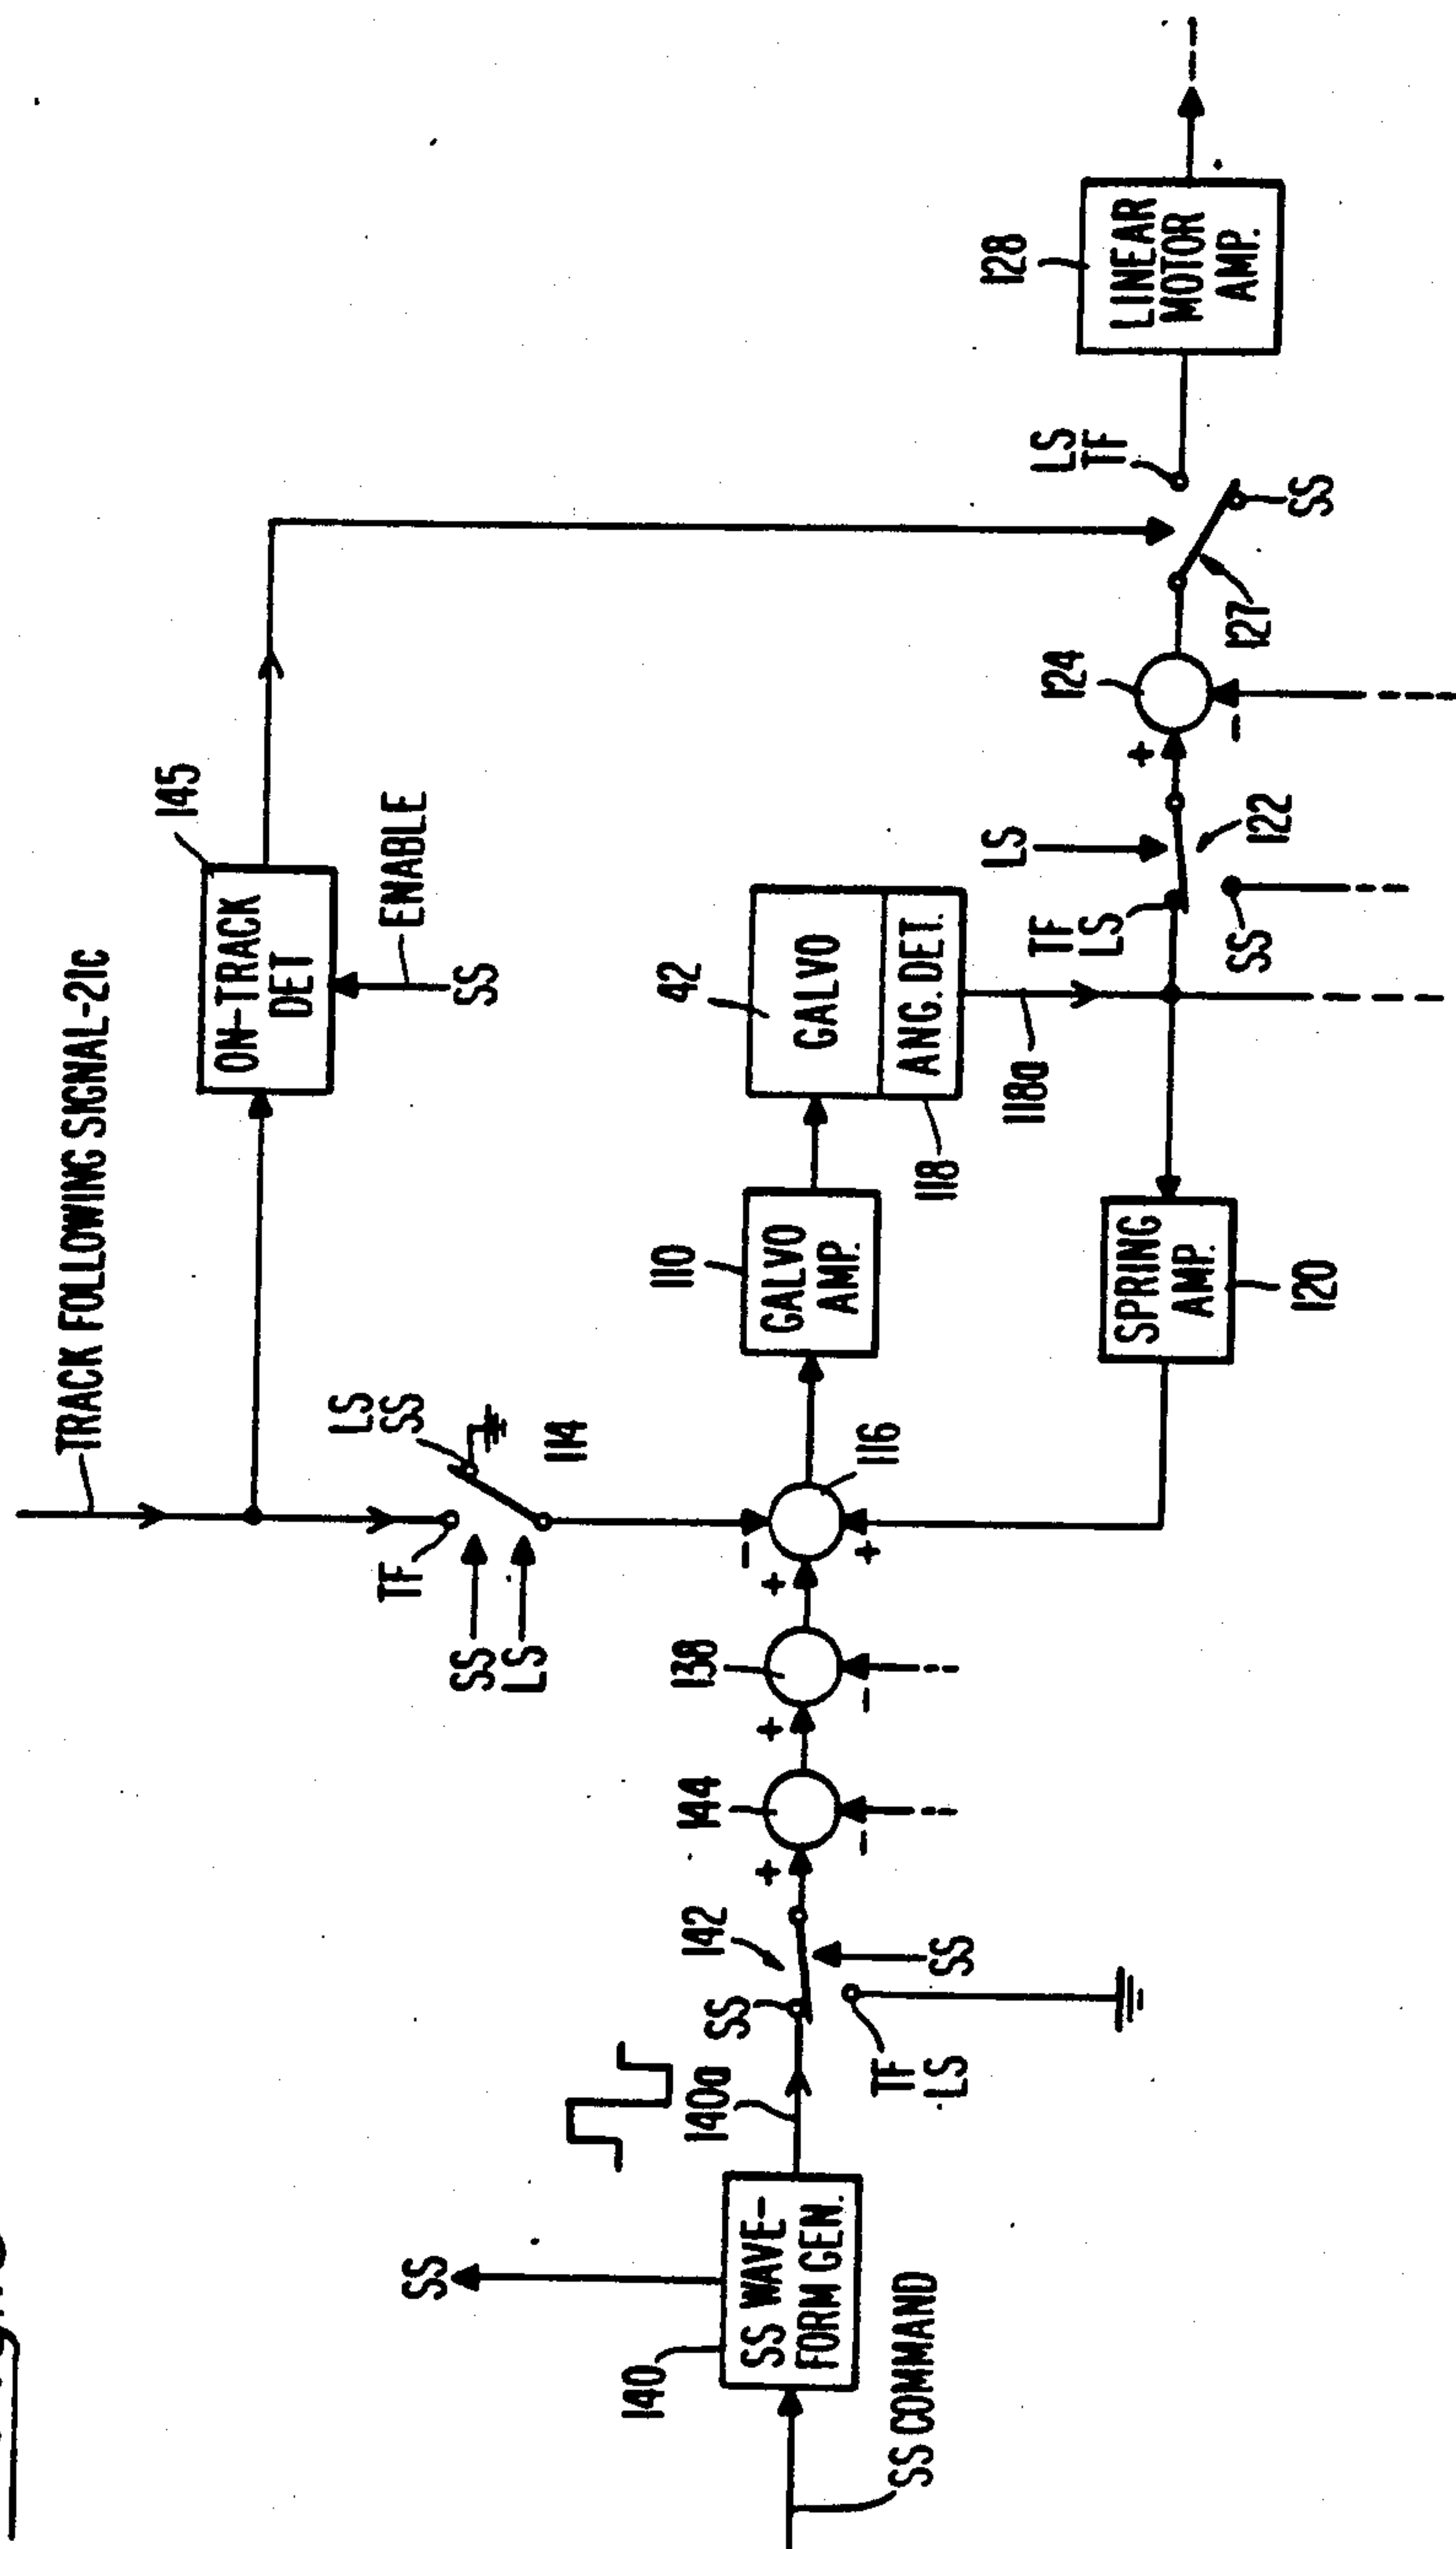 TRACK FOLLOWING SIGNAL-21c
145
ON-TRACK
DET
ENABLE
SS
TF
LS
SS
114
SS
LS
SS
140
SS WAVE-
FORM GEN.
SS COMMAND
140a
SS
142
SS
TF
LS
144
+
-
138
+
-
116
+
-
+
110
GALVO
AMP.
42
GALVO
ANG. DET.
118
118a
SPRING
AMP.
120
TF
LS
LS
SS
122
124
+
-
127
LS
TF
SS
128
LINEAR
MOTOR
AMP.